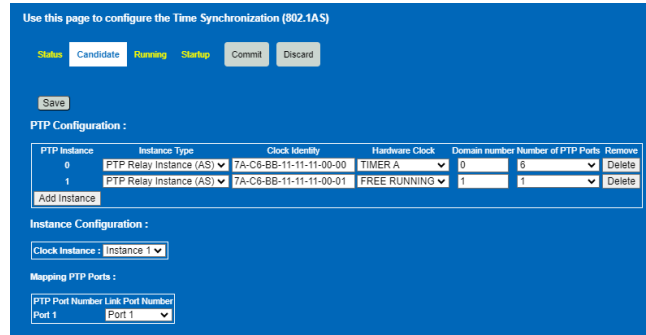 Use this page to configure the Time Synchronization (802.1AS)
Status Candidate Running Startup Commit Discard
Save
PTP Configuration :
PTP Instance Instance Type Clock Identity Hardware Clock Domain number Number of PTP Ports Remove
0 PTP Relay Instance (AS) 7A-C6-BB-11-11-11-00-00 TIMER A 0 6 Delete
1 PTP Relay Instance (AS) 7A-C6-BB-11-11-11-00-01 FREE RUNNING 1 1 Delete
Add Instance
Instance Configuration :
Clock Instance : Instance 1
Mapping PTP Ports :
PTP Port Number Link Port Number
Port 1 Port 1